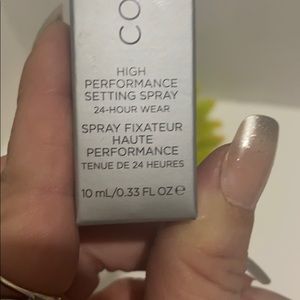 CO
HIGH
PERFORMANCE
SETTING SPRAY
24-HOUR WEAR
SPRAY FIXATEUR
HAUTE
PERFORMANCE
TENUE DE 24 HEURES
10 mL/0.33 FL OZ ℮